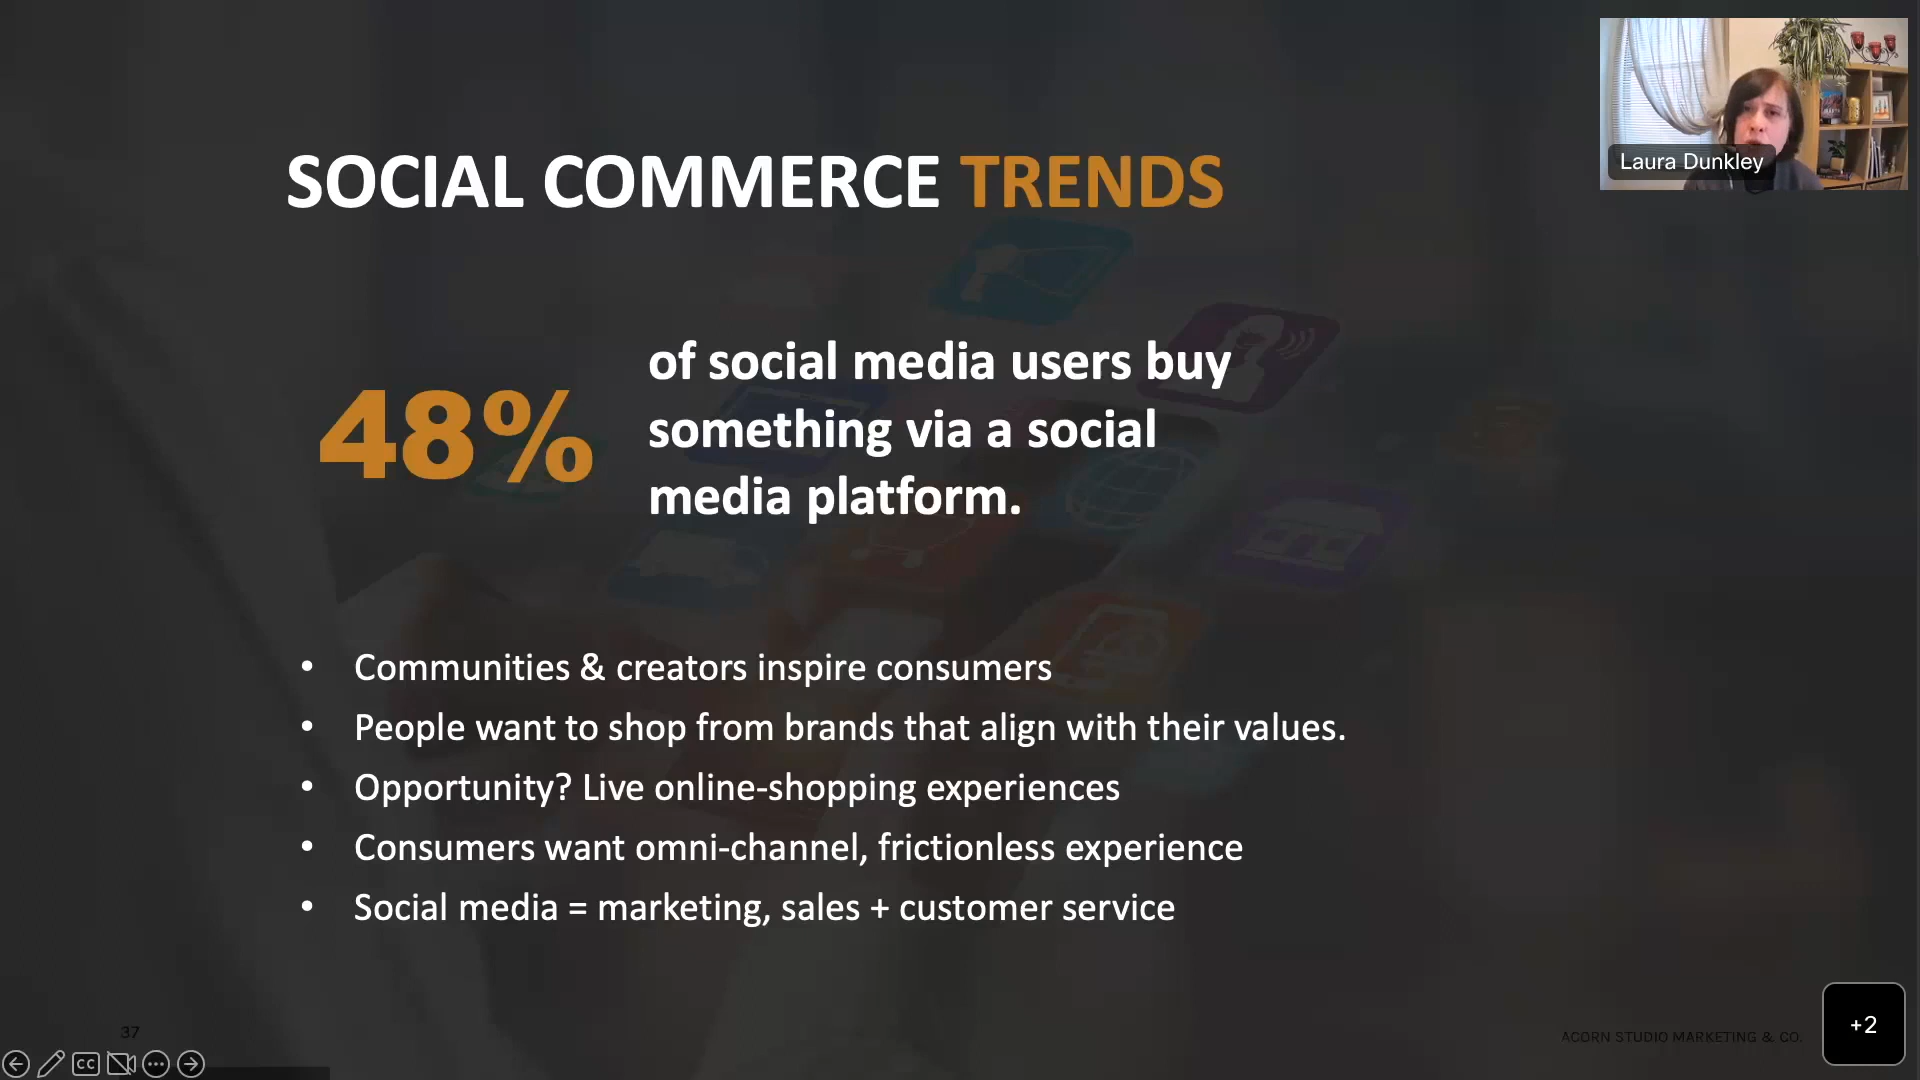 SOCIAL COMMERCE TRENDS
Laura Dunkley
48%
of social media users buy
something via a social
media platform.
• Communities & creators inspire consumers
• People want to shop from brands that align with their values.
• Opportunity? Live online-shopping experiences
• Consumers want omni-channel, frictionless experience
• Social media = marketing, sales + customer service
37
ACORN STUDIO MARKETING & CO.
+2
CC